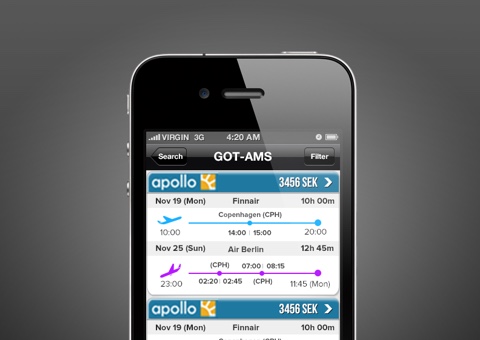 VIRGIN 3G 4:20 AM
Search GOT-AMS Filter
apollo 3456 SEK
Nov 19 (Mon) Finnair 10h 00m
Copenhagen (CPH)
10:00 14:00 15:00 20:00
Nov 25 (Sun) Air Berlin 12h 45m
(CPH) 07:00 08:15
23:00 02:20 02:45 (CPH) 11:45 (Mon)
apollo 3456 SEK
Nov 19 (Mon) Finnair 10h 00m
Copenhagen (CPH)